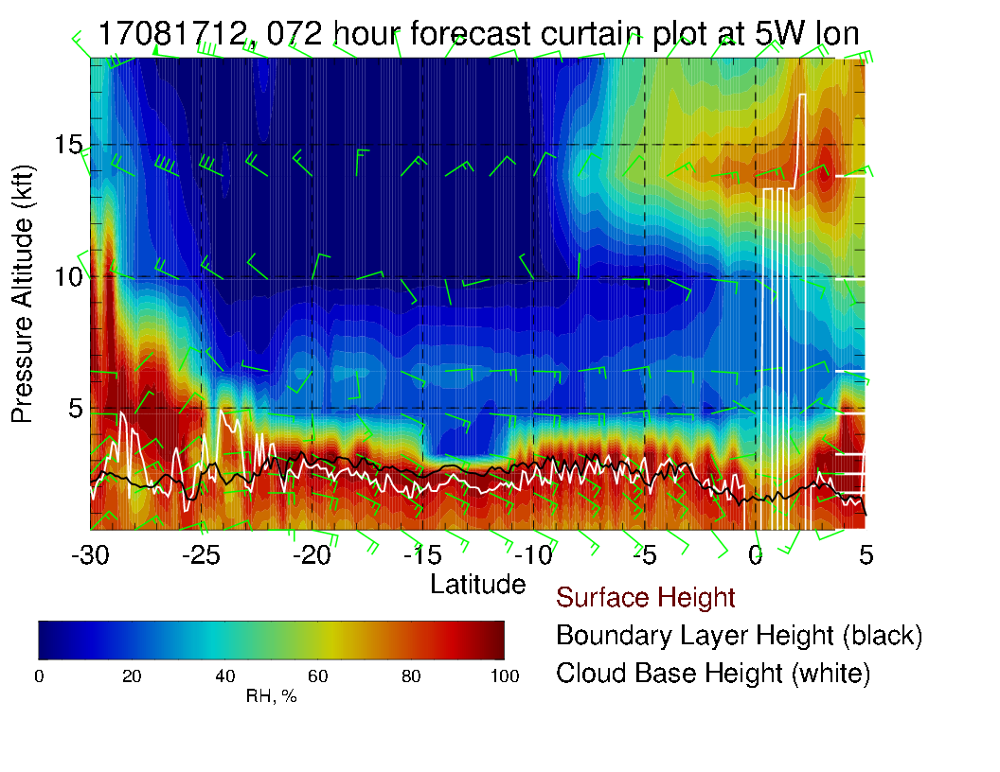 17081712, 072 hour forecast curtain plot at 5W lon
Pressure Altitude (kft)
15
10
5
-30 -25 -20 -15 -10 -5 0 5
Latitude
Surface Height
Boundary Layer Height (black)
Cloud Base Height (white)
0 20 40 60 80 100
RH, %